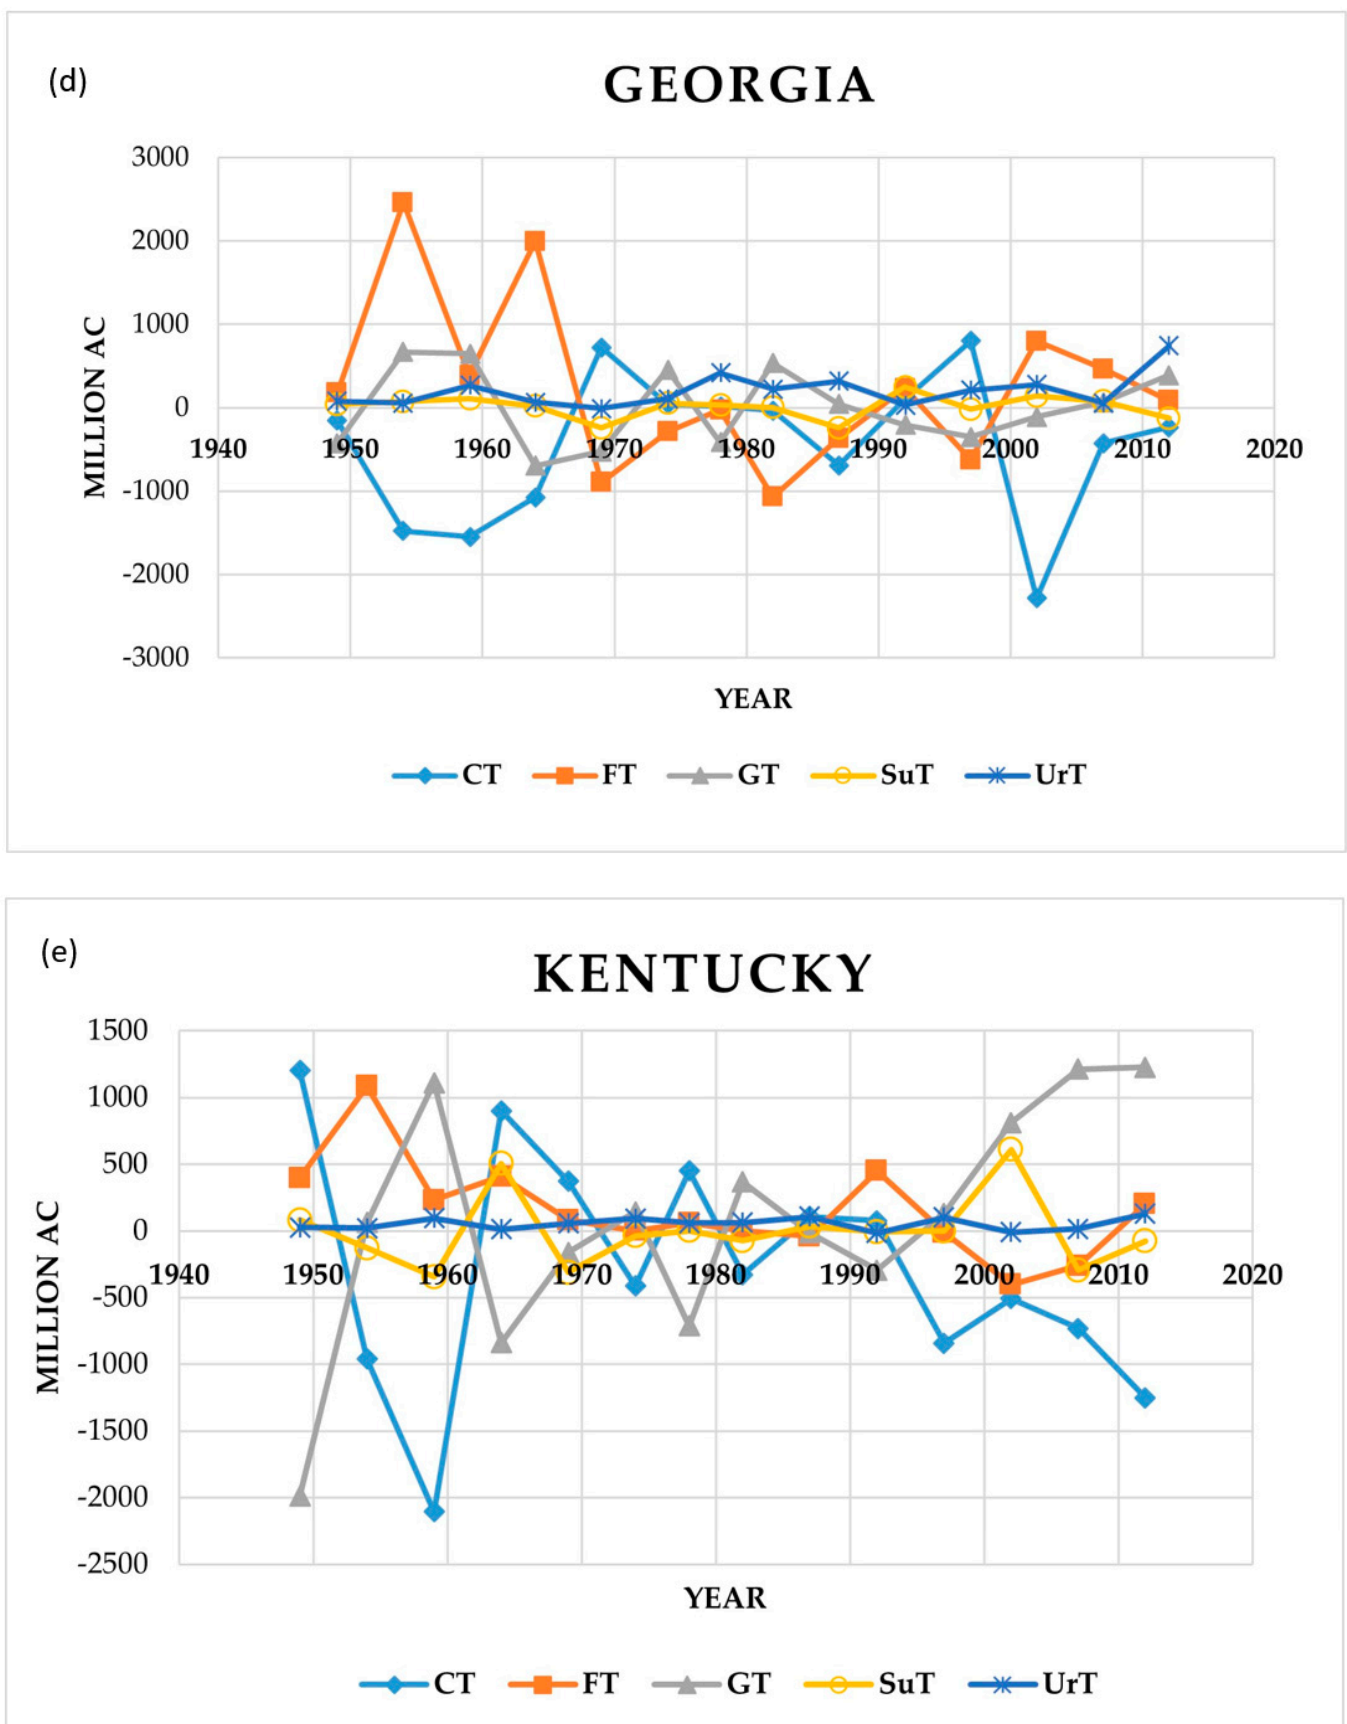 (d)
GEORGIA
3000
2000
1000
0
1940 1950 1960 1970 1980 1990 2000 2010 2020
-1000
-2000
-3000
MILLION AC
YEAR
CT FT GT SuT UrT
(e)
KENTUCKY
1500
1000
500
0
1940 1950 1960 1970 1980 1990 2000 2010 2020
-500
-1000
-1500
-2000
-2500
MILLION AC
YEAR
CT FT GT SuT UrT